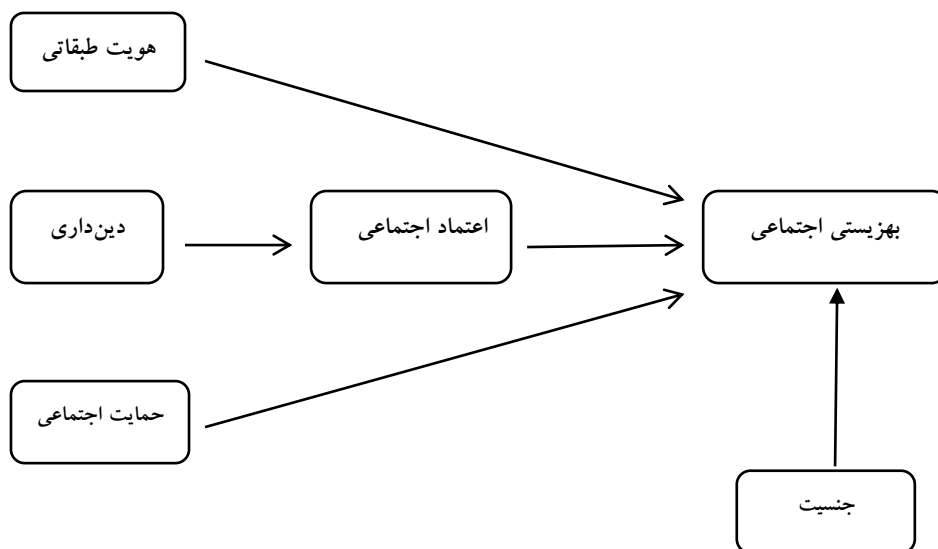 هویت طبقاتی
دین‌داری
اعتماد اجتماعی
بهزیستی اجتماعی
حمایت اجتماعی
جنسیت